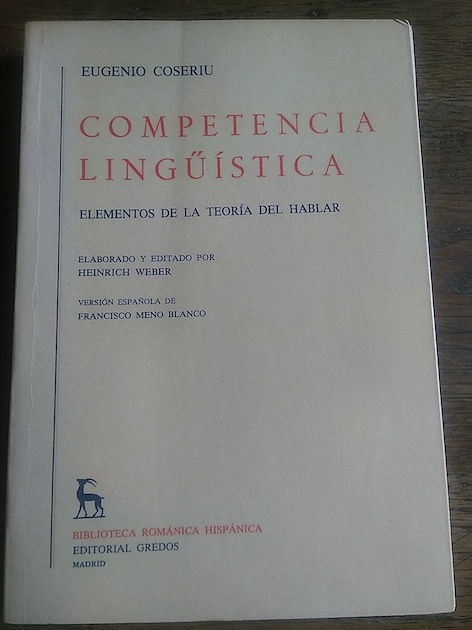 EUGENIO COSERIU
COMPETENCIA
LINGǗÍSTICA
ELEMENTOS DE LA TEORÍA DEL HABLAR
ELABORADO Y EDITADO POR
HEINRICH WEBER
VERSIÓN ESPAÑOLA DE
FRANCISCO MENO BLANCO
BIBLIOTECA ROMÁNICA HISPÁNICA
EDITORIAL GREDOS
MADRID